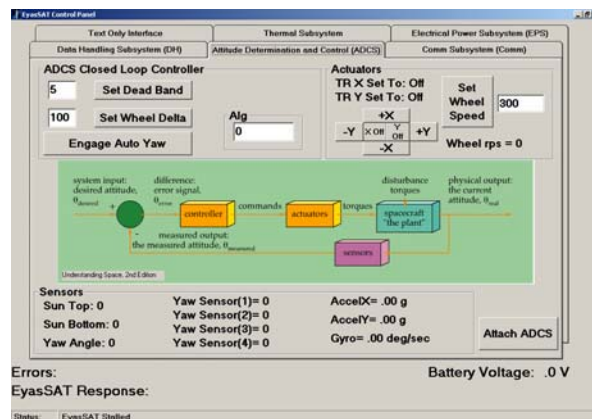 EyasSAT Control Panel
Text Only Interface
Thermal Subsystem
Electrical Power Subsystem (EPS)
Data Handling Subsystem (DH)
Attitude Determination and Control (ADCS)
Comm Subsystem (Comm)
ADCS Closed Loop Controller
5
Set Dead Band
100
Set Wheel Delta
Engage Auto Yaw
Alg
0
Actuators
TR X Set To: Off
TR Y Set To: Off
+X
-Y
X Off
Y Off
+Y
-X
Set Wheel Speed
300
Wheel rps = 0
system input:
desired attitude,
θdesired
+
-
difference:
error signal,
θerror
controller
commands
actuators
torques
disturbance
torques
spacecraft
"the plant"
physical output:
the current
attitude, θreal
measured output:
the measured attitude, θmeasured
sensors
Understanding Space, 2nd Edition
Sensors
Sun Top: 0
Sun Bottom: 0
Yaw Angle: 0
Yaw Sensor(1)= 0
Yaw Sensor(2)= 0
Yaw Sensor(3)= 0
Yaw Sensor(4)= 0
AccelX= .00 g
AccelY= .00 g
Gyro= .00 deg/sec
Attach ADCS
Errors:
Battery Voltage: .0 V
EyasSAT Response:
Status: EyasSAT Stalled